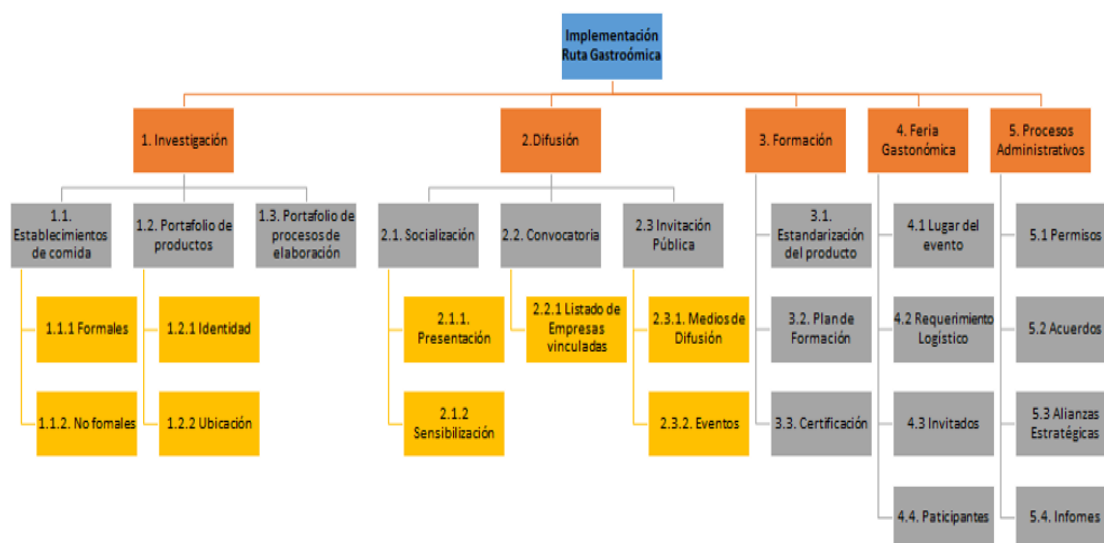 Implementación
Ruta Gastroómica
1. Investigación
2.Difusión
3. Formación
4. Feria
Gastonómica
5. Procesos
Administrativos
1.1.
Establecimientos
de comida
1.2. Portafolio de
productos
1.3. Portafolio de
procesos de
elaboración
2.1. Socialización
2.2. Convocatoria
2.3 Invitación
Pública
3.1.
Estandarización
del producto
4.1 Lugar del
evento
5.1 Permisos
1.1.1 Formales
1.2.1 Identidad
2.1.1.
Presentación
2.2.1 Listado de
Empresas
vinculadas
2.3.1. Medios de
Difusión
3.2. Plan de
Formación
4.2 Requerimiento
Logístico
5.2 Acuerdos
1.1.2. No fomales
1.2.2 Ubicación
2.1.2
Sensibilización
2.3.2. Eventos
3.3. Certificación
4.3 Invitados
5.3 Alianzas
Estratégicas
4.4. Paticipantes
5.4. Infomes